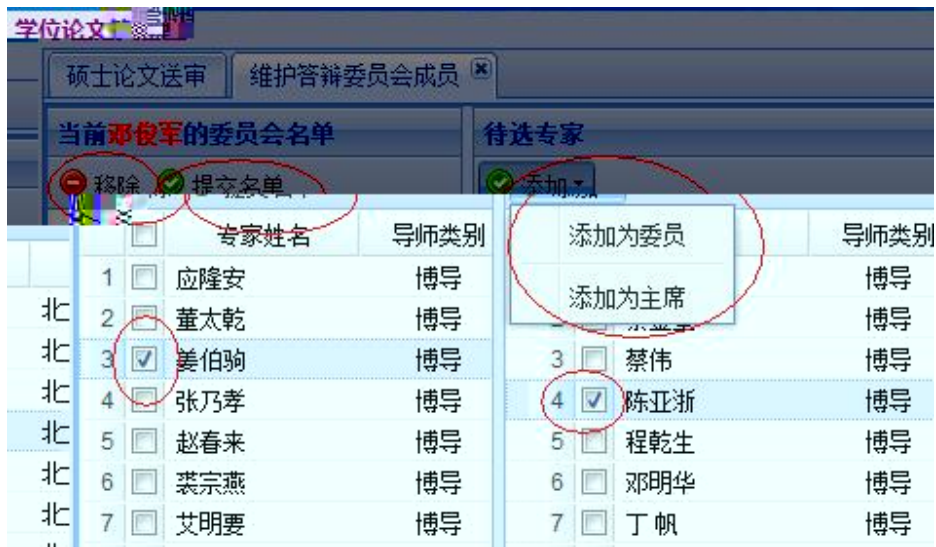 学位论文
硕士论文送审 维护答辩委员会成员
当前邓俊军的委员会名单 待选专家
移除 提交名单 添加
专家姓名 导师类别 添加为委员 导师类别
1 应隆安 博导 博导
北 2 董太乾 博导 添加为主席 博导
北 3 姜伯驹 博导 3 蔡伟 博导
北 4 张乃孝 博导 4 陈亚浙 博导
北 5 赵春来 博导 5 程乾生 博导
北 6 裘宗燕 博导 6 邓明华 博导
北 7 艾明要 博导 7 丁帆 博导